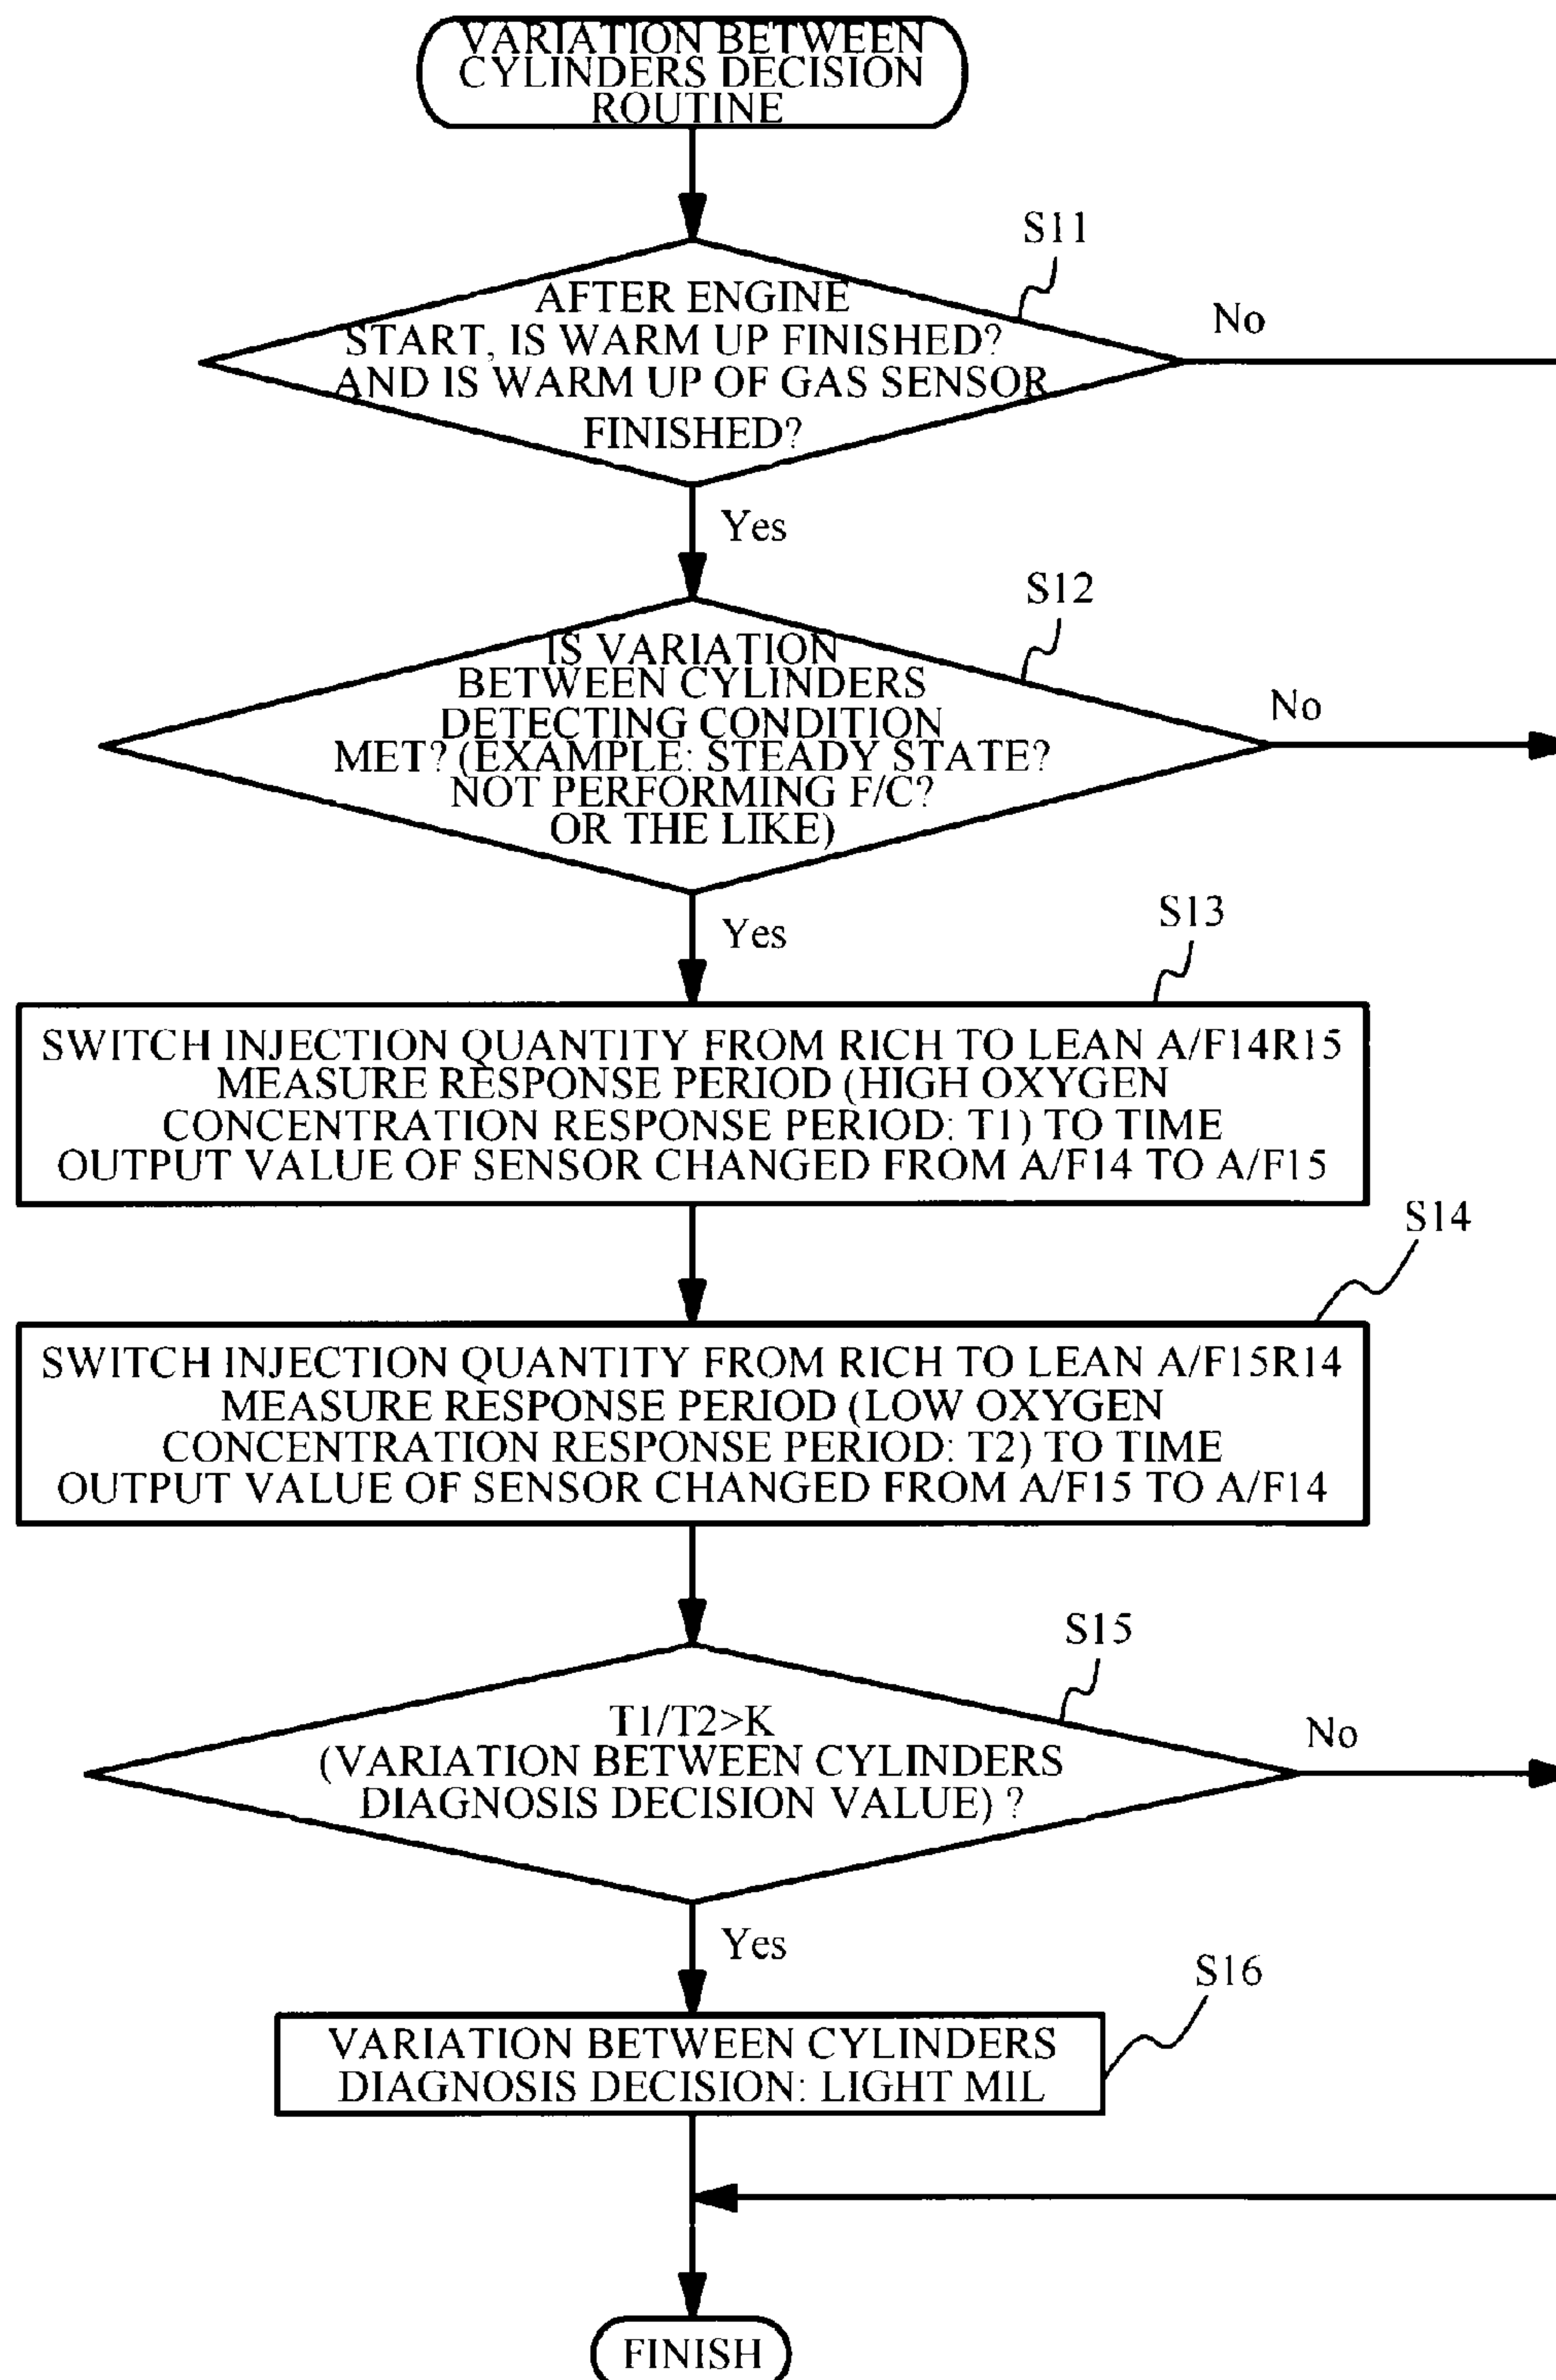 VARIATION BETWEEN
CYLINDERS DECISION
ROUTINE
S11
AFTER ENGINE
START, IS WARM UP FINISHED?
AND IS WARM UP OF GAS SENSOR
FINISHED?
No
Yes
S12
IS VARIATION
BETWEEN CYLINDERS
DETECTING CONDITION
MET? (EXAMPLE: STEADY STATE?
NOT PERFORMING F/C?
OR THE LIKE)
No
Yes
S13
SWITCH INJECTION QUANTITY FROM RICH TO LEAN A/F14R15
MEASURE RESPONSE PERIOD (HIGH OXYGEN
CONCENTRATION RESPONSE PERIOD: T1) TO TIME
OUTPUT VALUE OF SENSOR CHANGED FROM A/F14 TO A/F15
S14
SWITCH INJECTION QUANTITY FROM RICH TO LEAN A/F15R14
MEASURE RESPONSE PERIOD (LOW OXYGEN
CONCENTRATION RESPONSE PERIOD: T2) TO TIME
OUTPUT VALUE OF SENSOR CHANGED FROM A/F15 TO A/F14
S15
T1/T2>K
(VARIATION BETWEEN CYLINDERS
DIAGNOSIS DECISION VALUE) ?
No
Yes
S16
VARIATION BETWEEN CYLINDERS
DIAGNOSIS DECISION: LIGHT MIL
FINISH